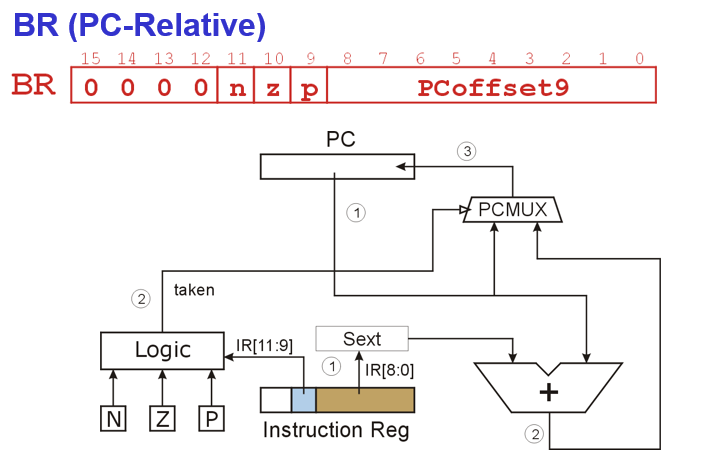 BR (PC-Relative)
15 14 13 12 11 10 9 8 7 6 5 4 3 2 1 0
BR 0 0 0 0 n z p PCoffset9
PC
3
1
PCMUX
2
taken
Logic
IR[11:9]
Sext
1
IR[8:0]
+
N Z P
2
Instruction Reg